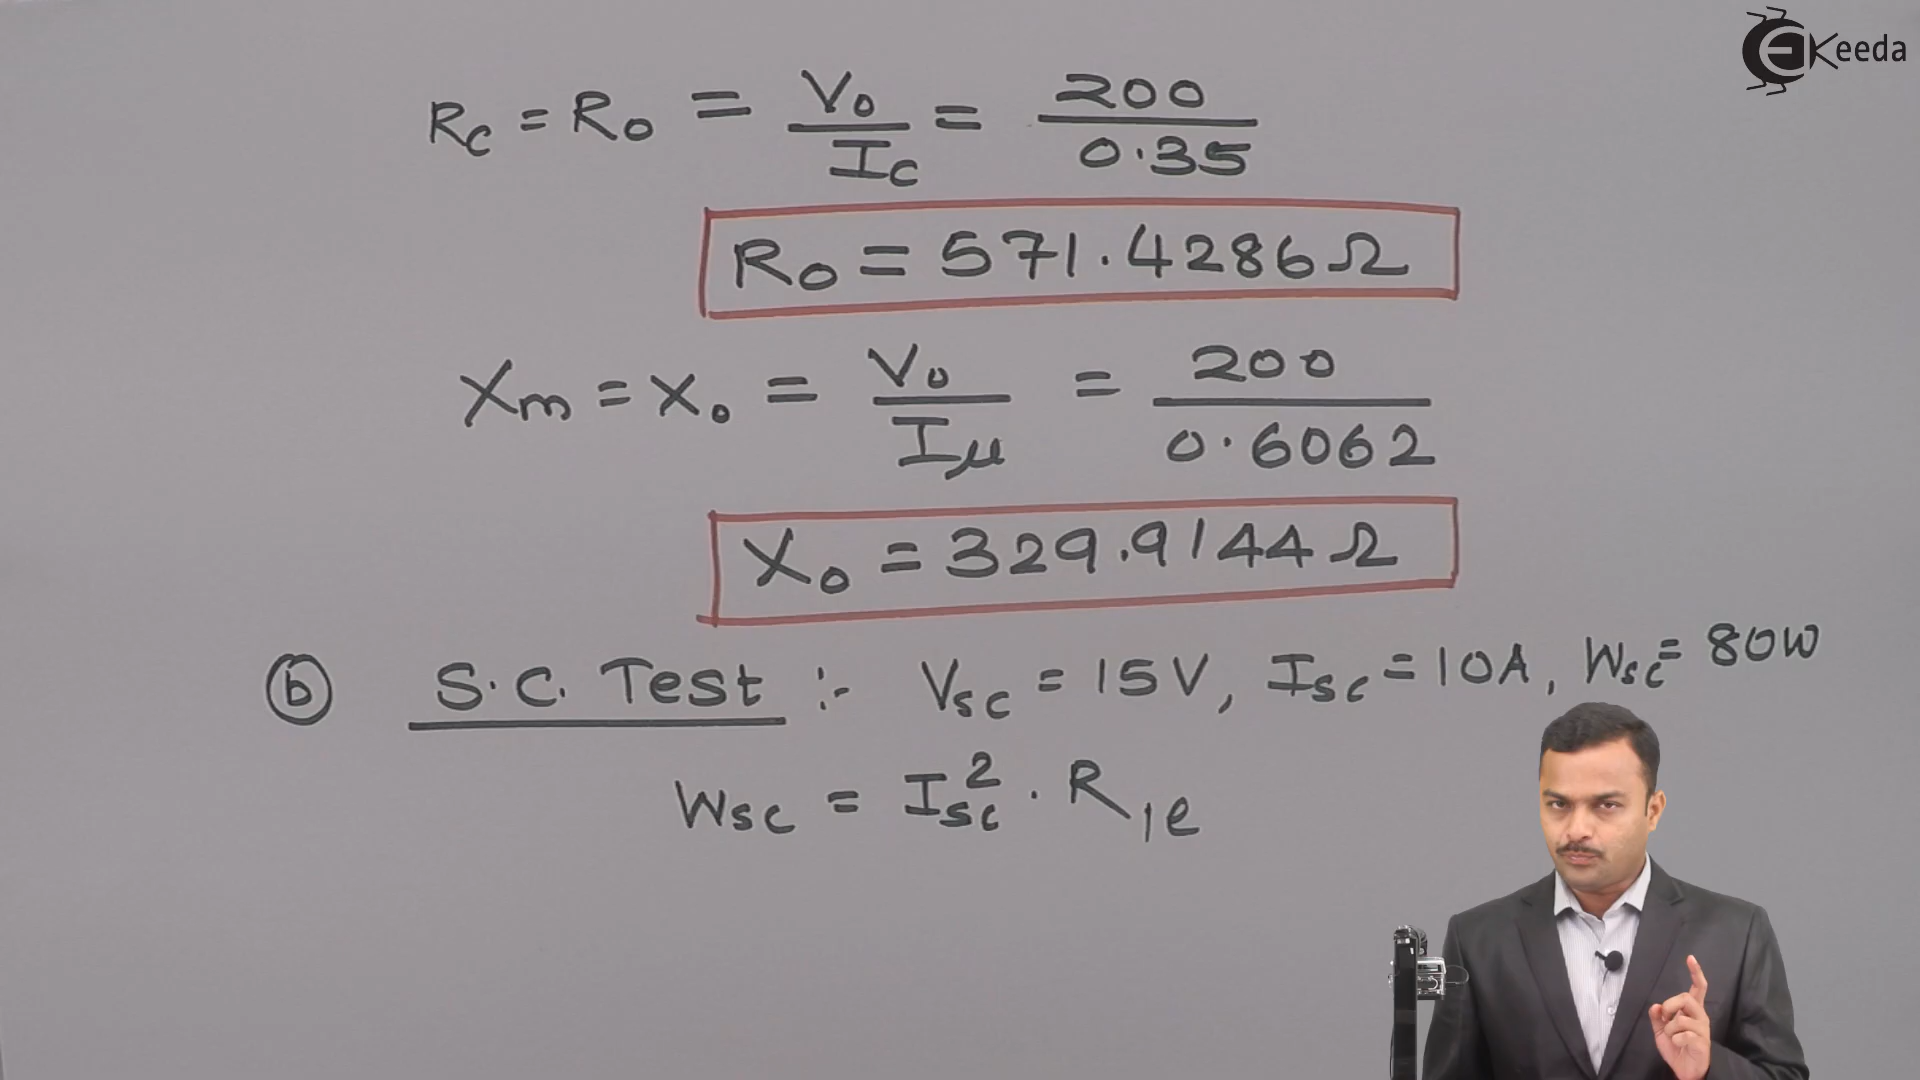 EKeeda
Rc = Ro = Vo / Ic = 200 / 0.35
Ro = 571.4286 Ω
Xm = Xo = Vo / Iμ = 200 / 0.6062
Xo = 329.9144 Ω
(b) S.C. Test :- Vsc = 15V, Isc = 10A, Wsc = 80W
Wsc = Isc² · R1e